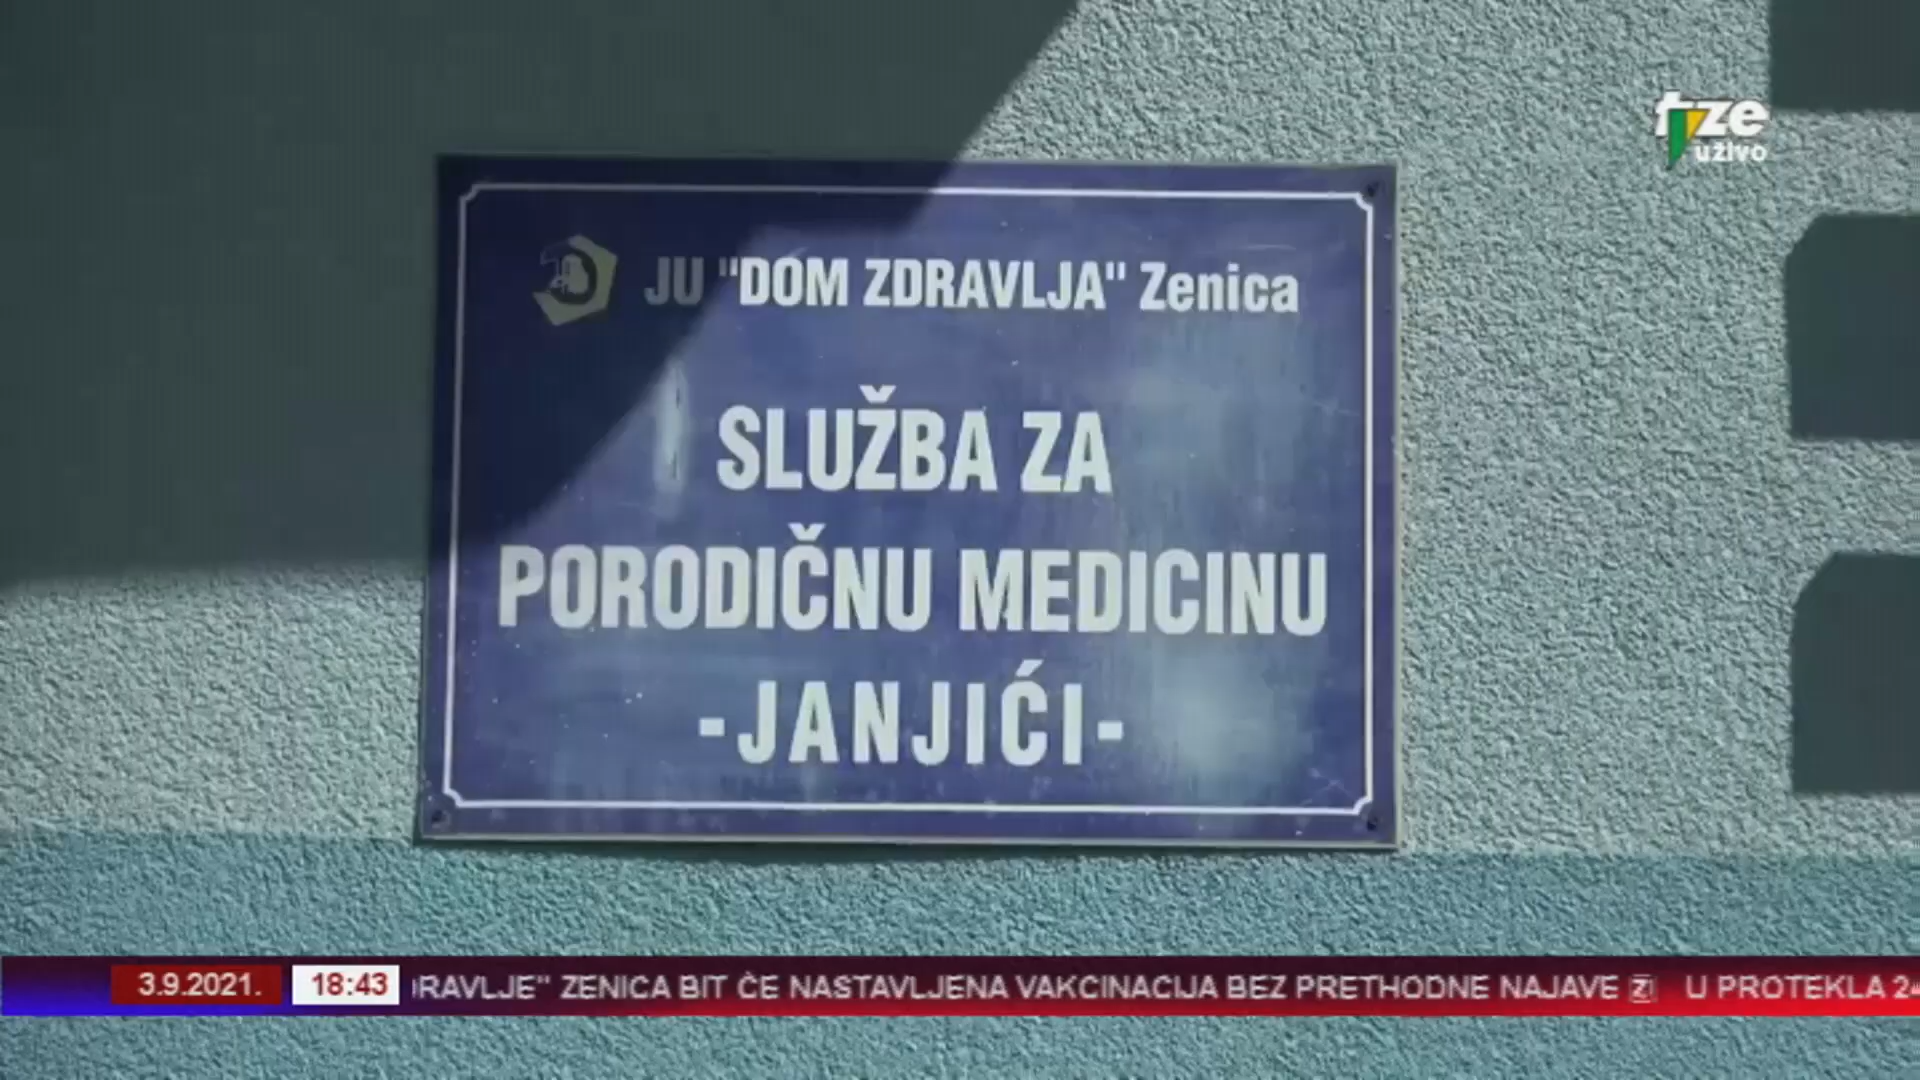 tvze
uživo
JU "DOM ZDRAVLJA" Zenica
SLUŽBA ZA
PORODIČNU MEDICINU
-JANJIĆI-
3.9.2021. 18:43 RAVLJE" ZENICA BIT ĆE NASTAVLJENA VAKCINACIJA BEZ PRETHODNE NAJAVE U PROTEKLA